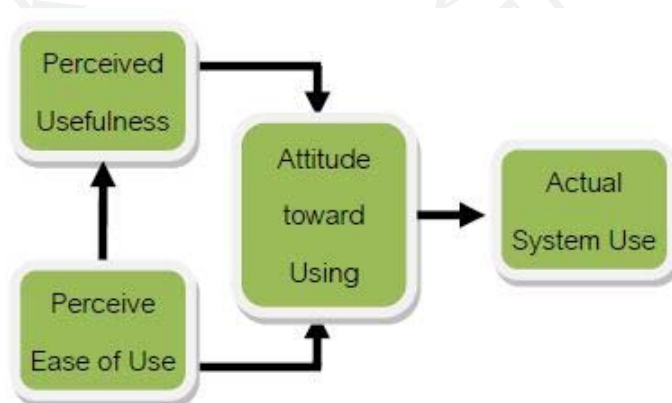 Perceived
Usefulness
Attitude
toward
Using
Actual
System Use
Perceive
Ease of Use